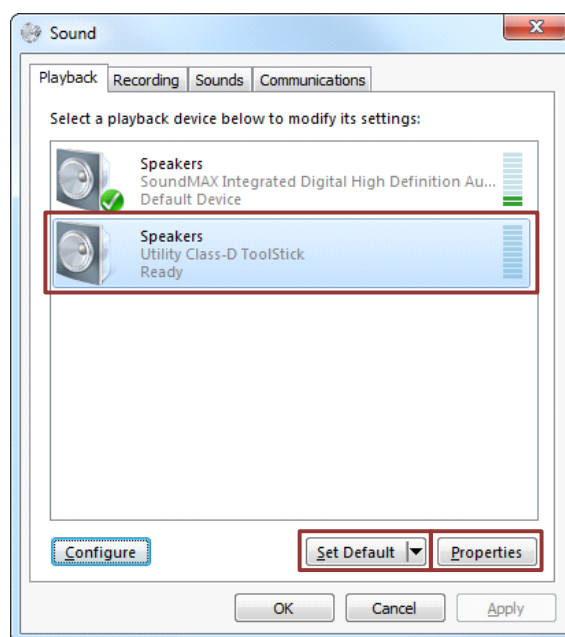 Sound
Playback Recording Sounds Communications
Select a playback device below to modify its settings:
Speakers
SoundMAX Integrated Digital High Definition Au...
Default Device
Speakers
Utility Class-D ToolStick
Ready
Configure Set Default Properties
OK Cancel Apply